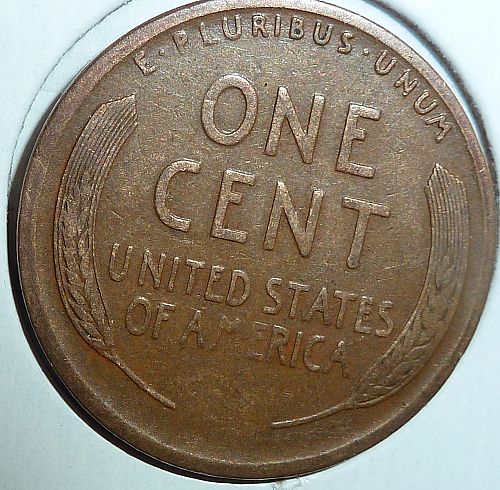 E · PLURIBUS · UNUM
ONE
CENT
UNITED STATES
OF AMERICA